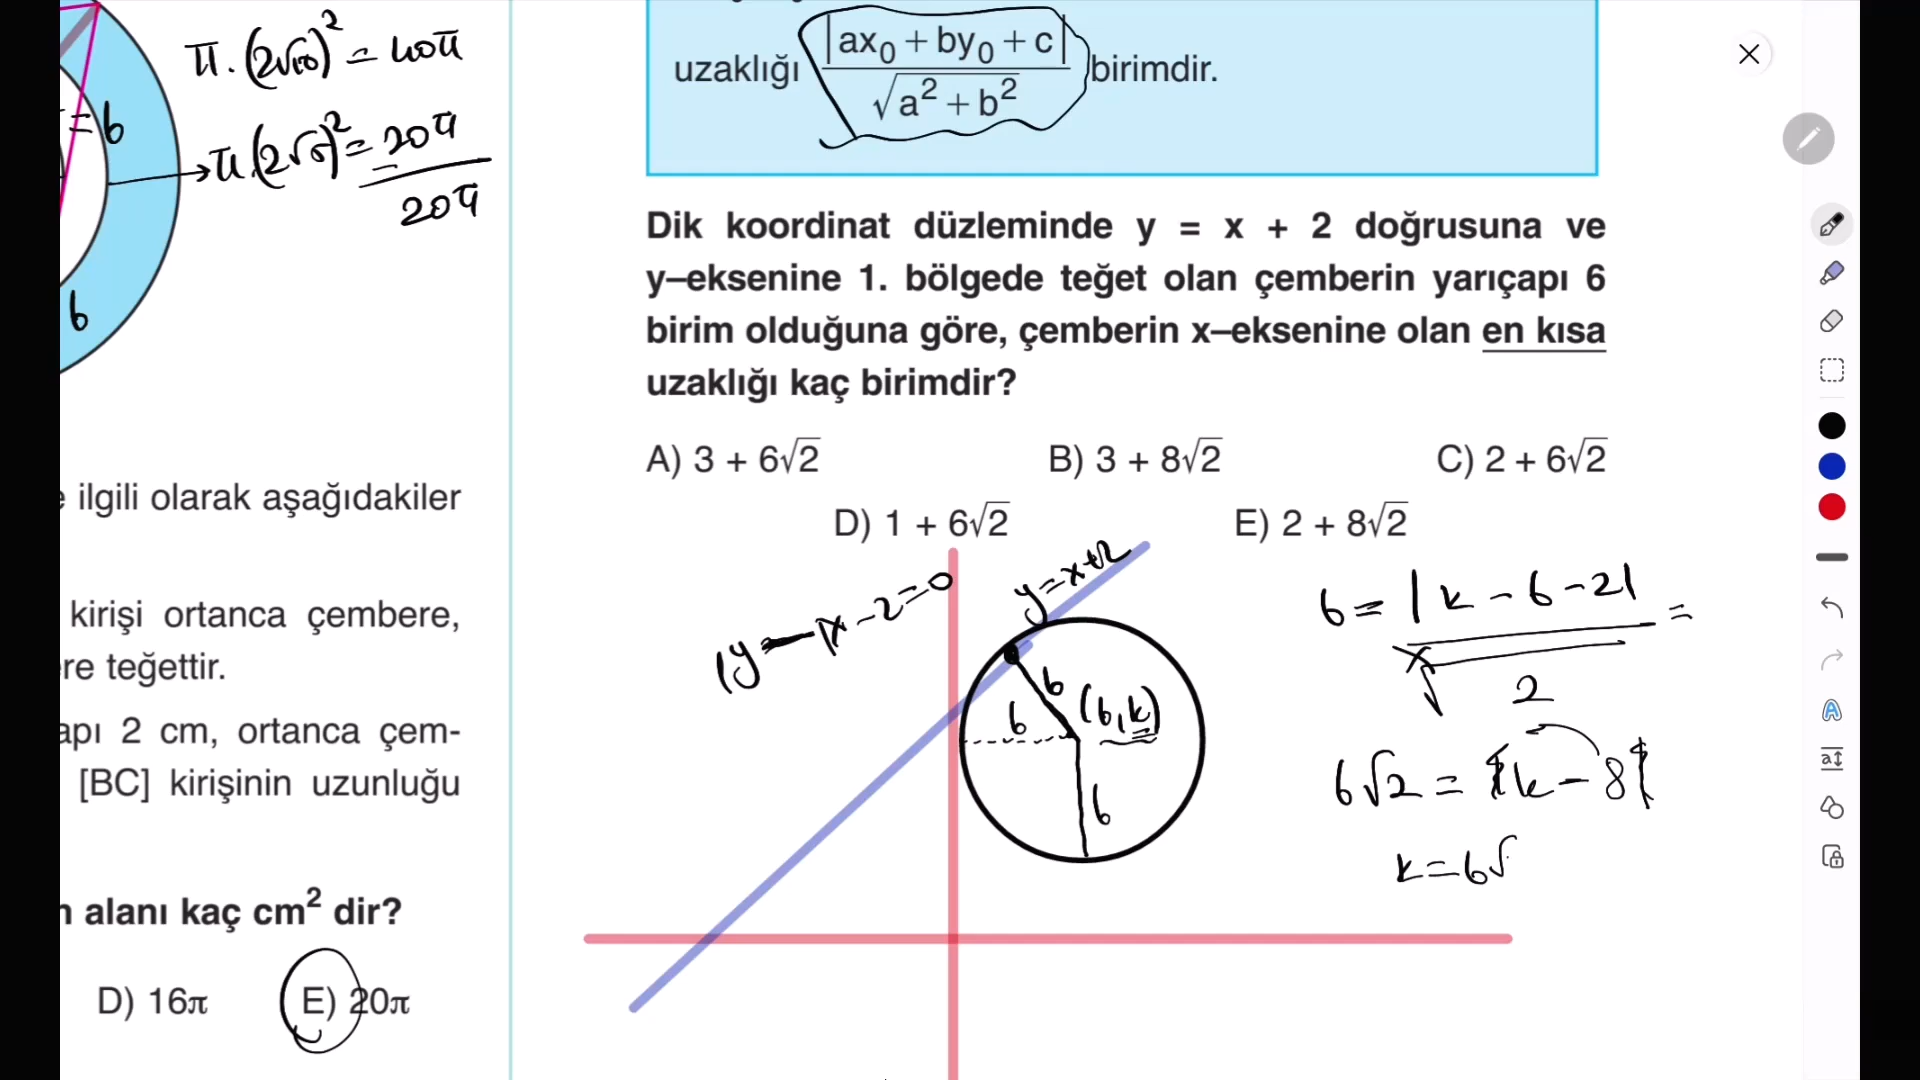 π.(2√10)² = 40π
= 6
π.(2√5)² = 20π
20π
6
ilgili olarak aşağıdakiler
kirişi ortanca çembere,
re teğettir.
apı 2 cm, ortanca çem-
[BC] kirişinin uzunluğu
n alanı kaç cm² dir?
D) 16π
E) 20π
uzaklığı |ax₀ + by₀ + c| / √a² + b² birimdir.
Dik koordinat düzleminde y = x + 2 doğrusuna ve
y–eksenine 1. bölgede teğet olan çemberin yarıçapı 6
birim olduğuna göre, çemberin x–eksenine olan en kısa
uzaklığı kaç birimdir?
A) 3 + 6√2
B) 3 + 8√2
C) 2 + 6√2
D) 1 + 6√2
E) 2 + 8√2
1y – 1x – 2 = 0
y = x+2
6
6
(6,k)
6
6 = |k – 6 – 2| / √2 =
6√2 = k – 8
k = 6√